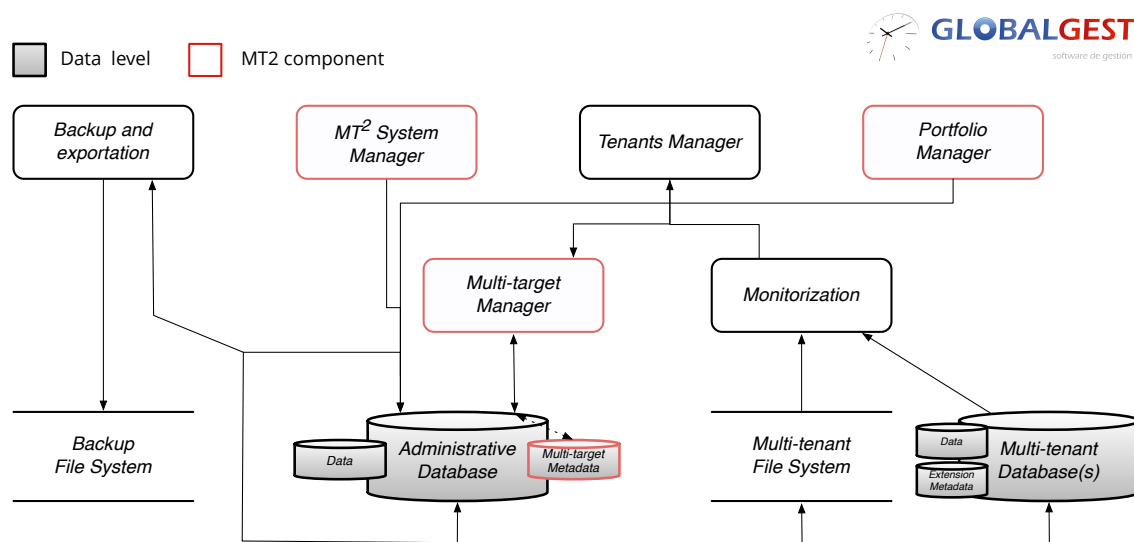 GLOBALGEST
software de gestión
Data level
MT2 component
Backup and
exportation
MT² System
Manager
Tenants Manager
Portfolio
Manager
Multi-target
Manager
Monitorization
Backup
File System
Data
Administrative
Database
Multi-target
Metadata
Multi-tenant
File System
Data
Extension
Metadata
Multi-tenant
Database(s)